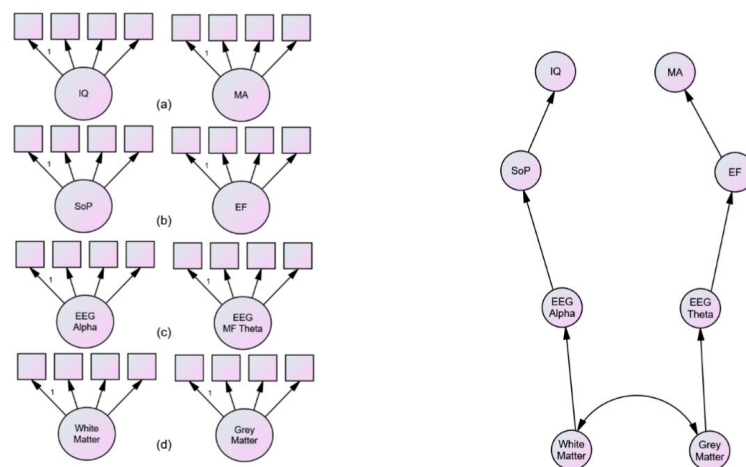 1
1
IQ
MA
(a)
1
1
SoP
EF
(b)
1
1
EEG
Alpha
EEG
MF Theta
(c)
1
1
White
Matter
Grey
Matter
(d)
IQ
MA
SoP
EF
EEG
Alpha
EEG
Theta
White
Matter
Grey
Matter